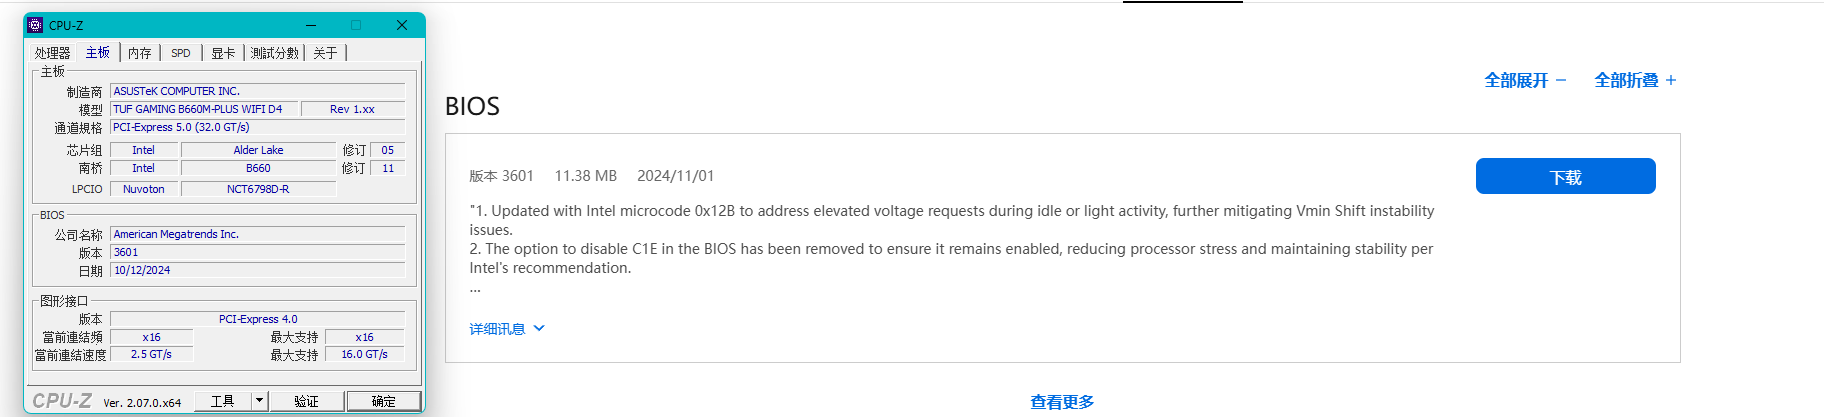 CPU-Z
处理器 主板 内存 SPD 显卡 測試分數 关于
主板
制造商 ASUSTeK COMPUTER INC.
模型 TUF GAMING B660M-PLUS WIFI D4 Rev 1.xx
通道规格 PCI-Express 5.0 (32.0 GT/s)
芯片组 Intel Alder Lake 修订 05
南桥 Intel B660 修订 11
LPCIO Nuvoton NCT6798D-R
BIOS
公司名称 American Megatrends Inc.
版本 3601
日期 10/12/2024
图形接口
版本 PCI-Express 4.0
當前連結頻 x16 最大支持 x16
當前連結速度 2.5 GT/s 最大支持 16.0 GT/s
CPU-Z Ver. 2.07.0.x64 工具 验证 确定
全部展开 全部折叠
BIOS
版本 3601 11.38 MB 2024/11/01
下载
"1. Updated with Intel microcode 0x12B to address elevated voltage requests during idle or light activity, further mitigating Vmin Shift instability
issues.
2. The option to disable C1E in the BIOS has been removed to ensure it remains enabled, reducing processor stress and maintaining stability per
Intel's recommendation.
...
详细讯息
查看更多